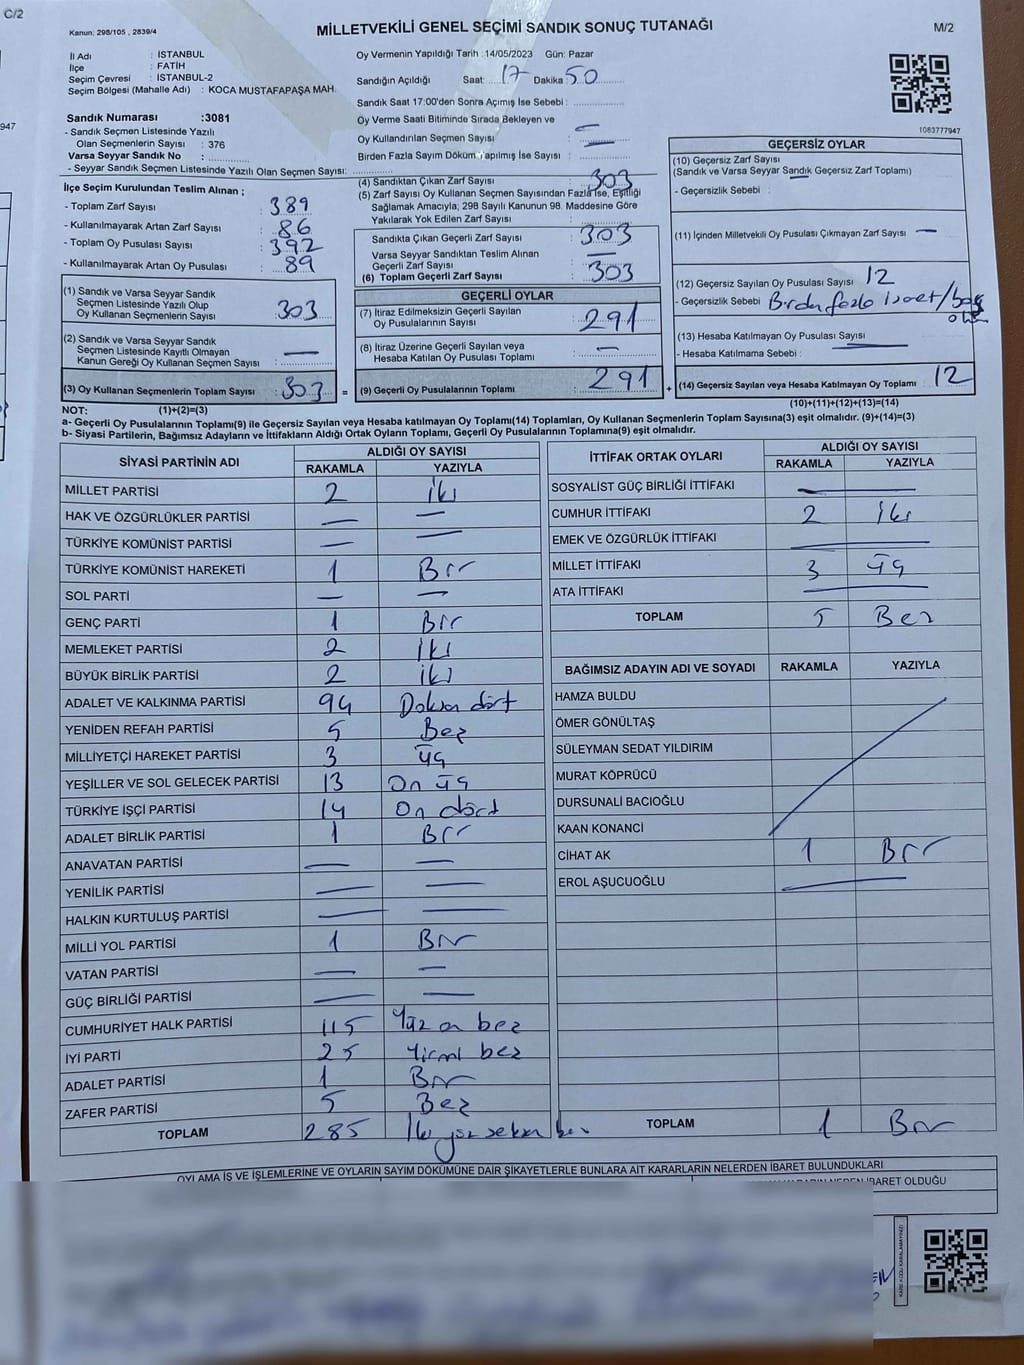 C/2
Kanun; 298/105 , 2839/4
MİLLETVEKİLİ GENEL SEÇİMİ SANDIK SONUÇ TUTANAĞI
M/2
İl Adı : İSTANBUL
İlçe : FATİH
Seçim Çevresi : İSTANBUL-2
Seçim Bölgesi (Mahalle Adı) : KOCA MUSTAFAPAŞA MAH.
Sandık Numarası :3081
- Sandık Seçmen Listesinde Yazılı
Olan Seçmenlerin Sayısı : 376
Varsa Seyyar Sandık No :
- Seyyar Sandık Seçmen Listesinde Yazılı Olan Seçmen Sayısı:
947
Oy Vermenin Yapıldığı Tarih :14/05/2023 Gün: Pazar
Sandığın Açıldığı Saat: 17 Dakika: 50
Sandık Saat 17:00'den Sonra Açımış İse Sebebi :
Oy Verme Saati Bitiminde Sırada Bekleyen ve
Oy Kullandırılan Seçmen Sayısı : —
Birden Fazla Sayım Döküm Yapılmış İse Sayısı :
1083777947
İlçe Seçim Kurulundan Teslim Alınan ;
- Toplam Zarf Sayısı : 389
- Kullanılmayarak Artan Zarf Sayısı : 86
- Toplam Oy Pusulası Sayısı : 392
- Kullanılmayarak Artan Oy Pusulası : 89
(4) Sandıktan Çıkan Zarf Sayısı : 303
(5) Zarf Sayısı Oy Kullanan Seçmen Sayısından Fazla İse, Eşitliği
Sağlamak Amacıyla; 298 Sayılı Kanunun 98. Maddesine Göre
Yakılarak Yok Edilen Zarf Sayısı :
Sandıkta Çıkan Geçerli Zarf Sayısı : 303
Varsa Seyyar Sandıktan Teslim Alınan
Geçerli Zarf Sayısı : —
(6) Toplam Geçerli Zarf Sayısı : 303
GEÇERSİZ OYLAR
(10) Geçersiz Zarf Sayısı
(Sandık ve Varsa Seyyar Sandık Geçersiz Zarf Toplamı) —
- Geçersizlik Sebebi :
(11) İçinden Milletvekili Oy Pusulası Çıkmayan Zarf Sayısı —
(12) Geçersiz Sayılan Oy Pusulası Sayısı : 12
- Geçersizlik Sebebi : Birden fazla işaret/boş
(13) Hesaba Katılmayan Oy Pusulası Sayısı —
- Hesaba Katılmama Sebebi :
(14) Geçersiz Sayılan veya Hesaba Katılmayan Oy Toplamı : 12
(10)+(11)+(12)+(13)=(14)
(1) Sandık ve Varsa Seyyar Sandık
Seçmen Listesinde Yazılı Olup
Oy Kullanan Seçmenlerin Sayısı : 303
(2) Sandık ve Varsa Seyyar Sandık
Seçmen Listesinde Kayıtlı Olmayan
Kanun Gereği Oy Kullanan Seçmen Sayısı : —
(3) Oy Kullanan Seçmenlerin Toplam Sayısı : 303 =
GEÇERLİ OYLAR
(7) İtiraz Edilmeksizin Geçerli Sayılan
Oy Pusulalarının Sayısı : 291
(8) İtiraz Üzerine Geçerli Sayılan veya
Hesaba Katılan Oy Pusulası Toplamı : —
(9) Geçerli Oy Pusulalarının Toplamı : 291 +
NOT: (1)+(2)=(3)
a- Geçerli Oy Pusulalarının Toplamı(9) ile Geçersiz Sayılan veya Hesaba katılmayan Oy Toplamı(14) Toplamları, Oy Kullanan Seçmenlerin Toplam Sayısına(3) eşit olmalıdır. (9)+(14)=(3)
b- Siyasi Partilerin, Bağımsız Adayların ve İttifakların Aldığı Ortak Oyların Toplamı, Geçerli Oy Pusulalarının Toplamına(9) eşit olmalıdır.
SİYASİ PARTİNİN ADI ALDIĞI OY SAYISI
RAKAMLA YAZIYLA
MİLLET PARTİSİ 2 iki
HAK VE ÖZGÜRLÜKLER PARTİSİ — —
TÜRKİYE KOMÜNİST PARTİSİ — —
TÜRKİYE KOMÜNİST HAREKETİ 1 Bir
SOL PARTİ — —
GENÇ PARTİ 1 Bir
MEMLEKET PARTİSİ 2 İki
BÜYÜK BİRLİK PARTİSİ 2 iki
ADALET VE KALKINMA PARTİSİ 94 Doksan dört
YENİDEN REFAH PARTİSİ 5 Beş
MİLLİYETÇİ HAREKET PARTİSİ 3 üç
YEŞİLLER VE SOL GELECEK PARTİSİ 13 On üç
TÜRKİYE İŞÇİ PARTİSİ 14 On dört
ADALET BİRLİK PARTİSİ 1 Bir
ANAVATAN PARTİSİ — —
YENİLİK PARTİSİ — —
HALKIN KURTULUŞ PARTİSİ — —
MİLLİ YOL PARTİSİ 1 Bir
VATAN PARTİSİ — —
GÜÇ BİRLİĞİ PARTİSİ — —
CUMHURİYET HALK PARTİSİ 115 Yüz on beş
İYİ PARTİ 25 Yirmi beş
ADALET PARTİSİ 1 Bir
ZAFER PARTİSİ 5 Beş
TOPLAM 285 İki yüz seksen beş
İTTİFAK ORTAK OYLARI ALDIĞI OY SAYISI
RAKAMLA YAZIYLA
SOSYALİST GÜÇ BİRLİĞİ İTTİFAKI —
CUMHUR İTTİFAKI 2 İki
EMEK VE ÖZGÜRLÜK İTTİFAKI —
MİLLET İTTİFAKI 3 üç
ATA İTTİFAKI —
TOPLAM 5 Beş
BAĞIMSIZ ADAYIN ADI VE SOYADI RAKAMLA YAZIYLA
HAMZA BULDU
ÖMER GÖNÜLTAŞ
SÜLEYMAN SEDAT YILDIRIM
MURAT KÖPRÜCÜ
DURSUNALİ BACIOĞLU
KAAN KONANCİ
CİHAT AK 1 Bir
EROL AŞUCUOĞLU —
TOPLAM 1 Bir
OYLAMA İŞ VE İŞLEMLERİNE VE OYLARIN SAYIM DÖKÜMÜNE DAİR ŞİKAYETLERLE BUNLARA AİT KARARLARIN NELERDEN İBARET BULUNDUKLARI
İBARET OLDUĞU